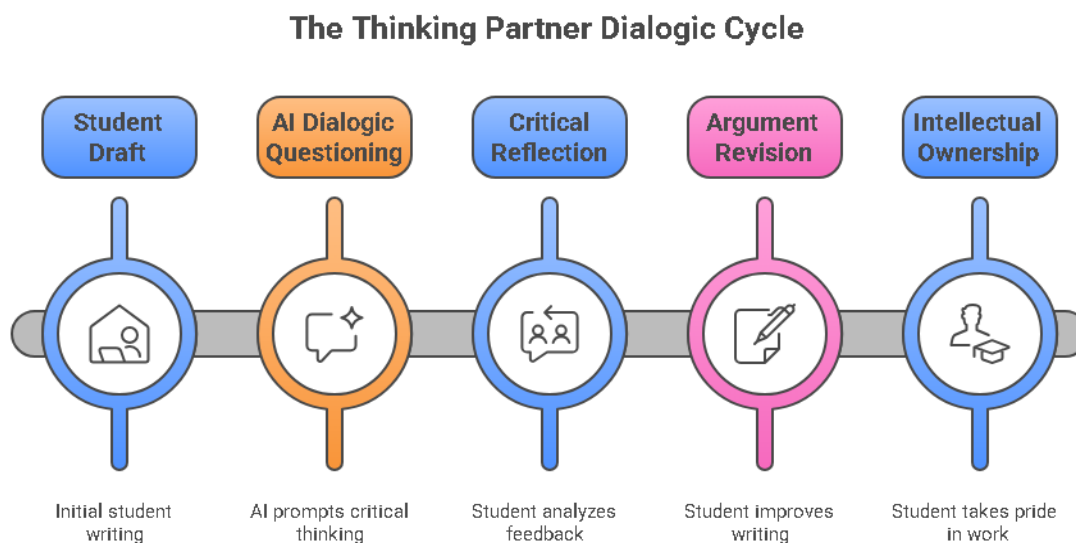 The Thinking Partner Dialogic Cycle
Student
Draft
AI Dialogic
Questioning
Critical
Reflection
Argument
Revision
Intellectual
Ownership
Initial student
writing
AI prompts critical
thinking
Student analyzes
feedback
Student improves
writing
Student takes pride
in work